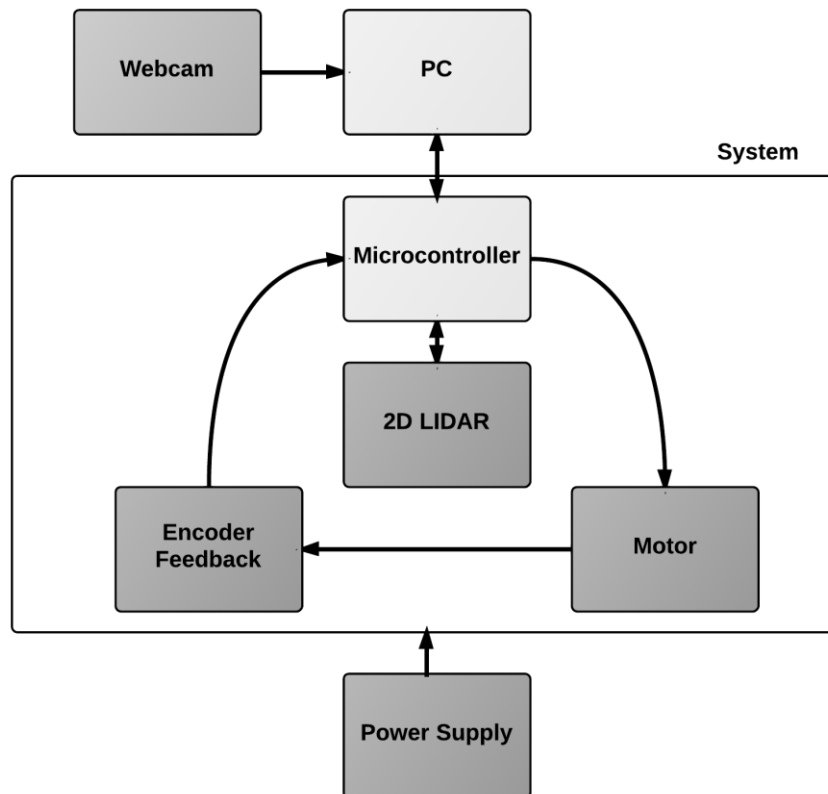 Webcam
PC
System
Microcontroller
2D LIDAR
Encoder
Feedback
Motor
Power Supply